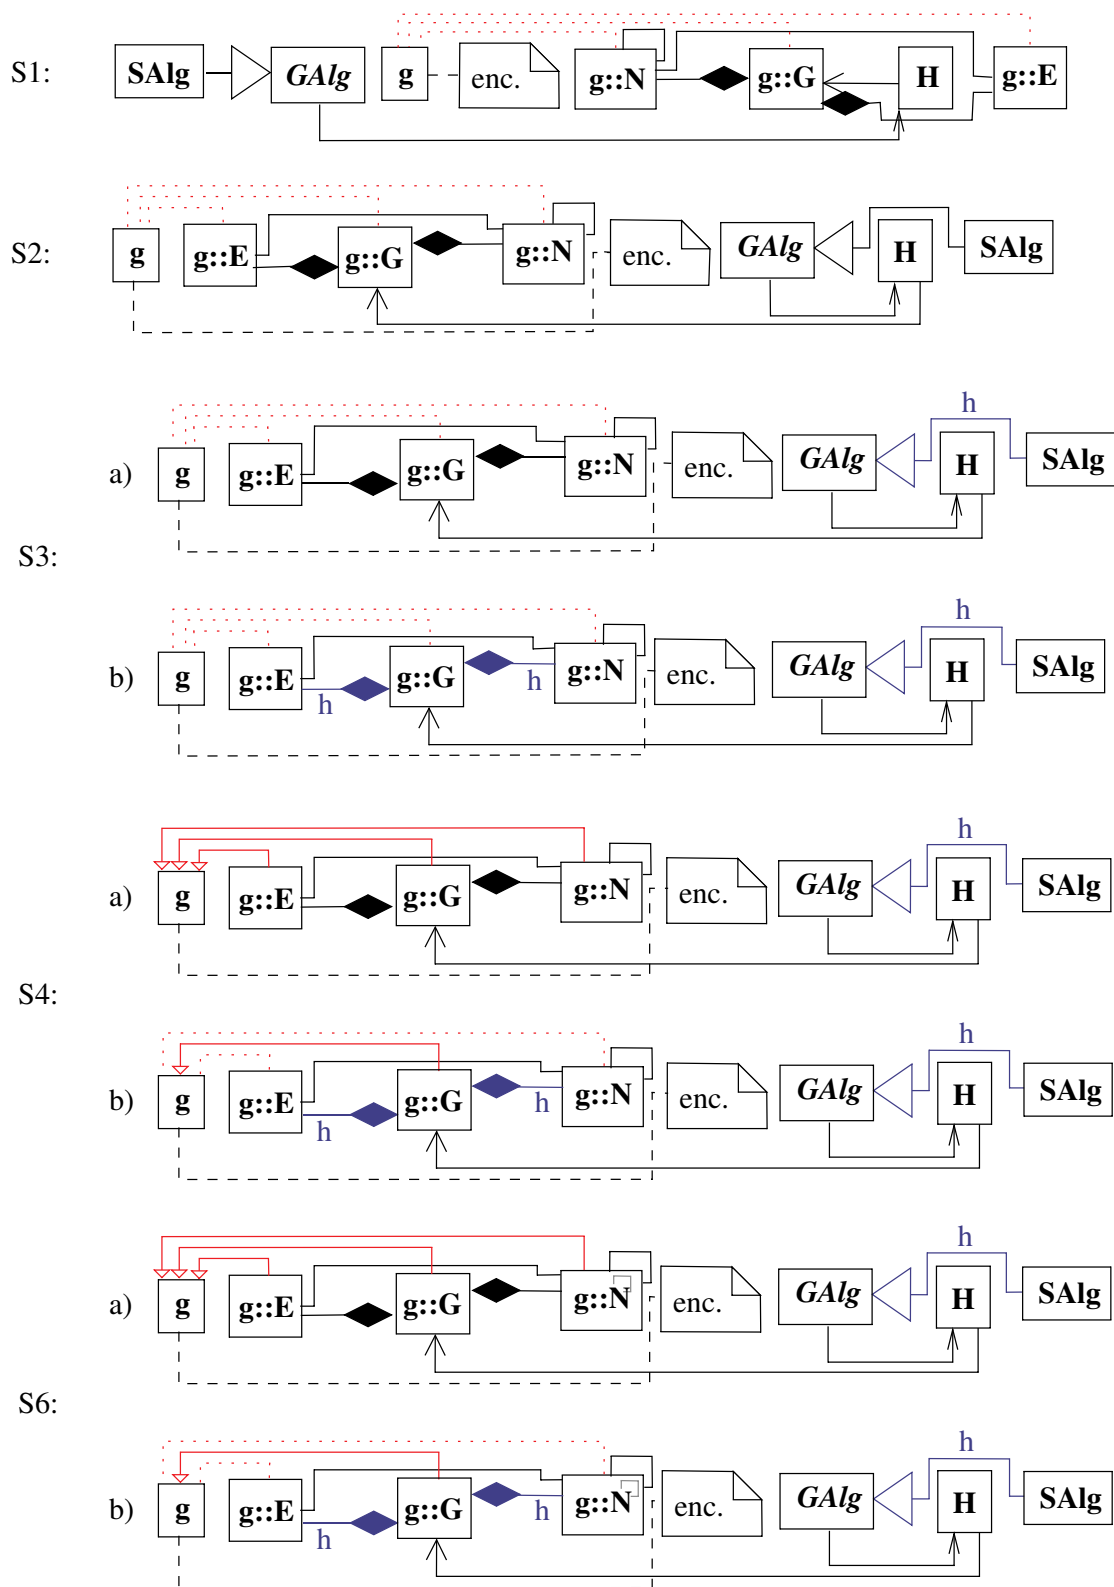 S1: SAlg GAlg g enc. g::N g::G H g::E
S2: g g::E g::G g::N enc. GAlg H SAlg
h
a) g g::E g::G g::N enc. GAlg H SAlg
S3:
h
b) g g::E g::G g::N enc. GAlg H SAlg
h h
h
a) g g::E g::G g::N enc. GAlg H SAlg
S4:
h
b) g g::E g::G g::N enc. GAlg H SAlg
h h
h
a) g g::E g::G g::N enc. GAlg H SAlg
S6:
h
b) g g::E g::G g::N enc. GAlg H SAlg
h h